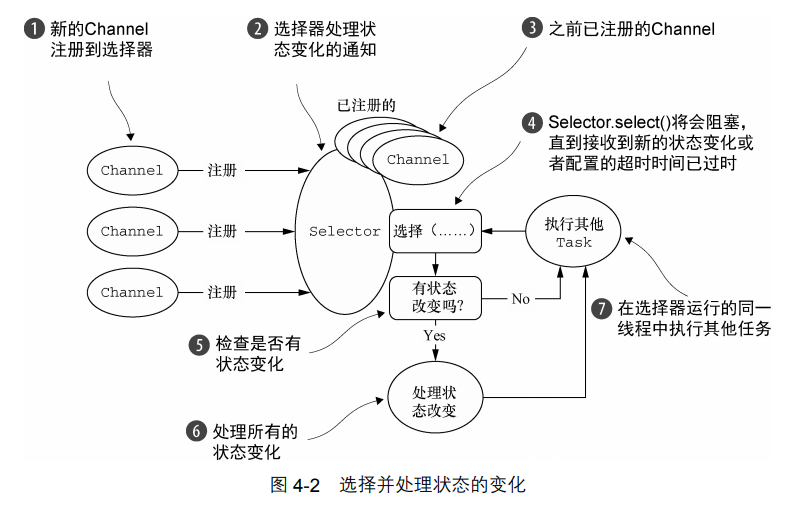 1 新的Channel
注册到选择器
2 选择器处理状
态变化的通知
3 之前已注册的Channel
已注册的
Channel
4 Selector.select()将会阻塞，
直到接收到新的状态变化或
者配置的超时时间已过时
Channel 注册
Channel 注册
Channel 注册
Selector
选择（……）
执行其他
Task
有状态
改变吗？
No
Yes
5 检查是否有
状态变化
7 在选择器运行的同一
线程中执行其他任务
处理状
态改变
6 处理所有的
状态变化
图 4-2 选择并处理状态的变化